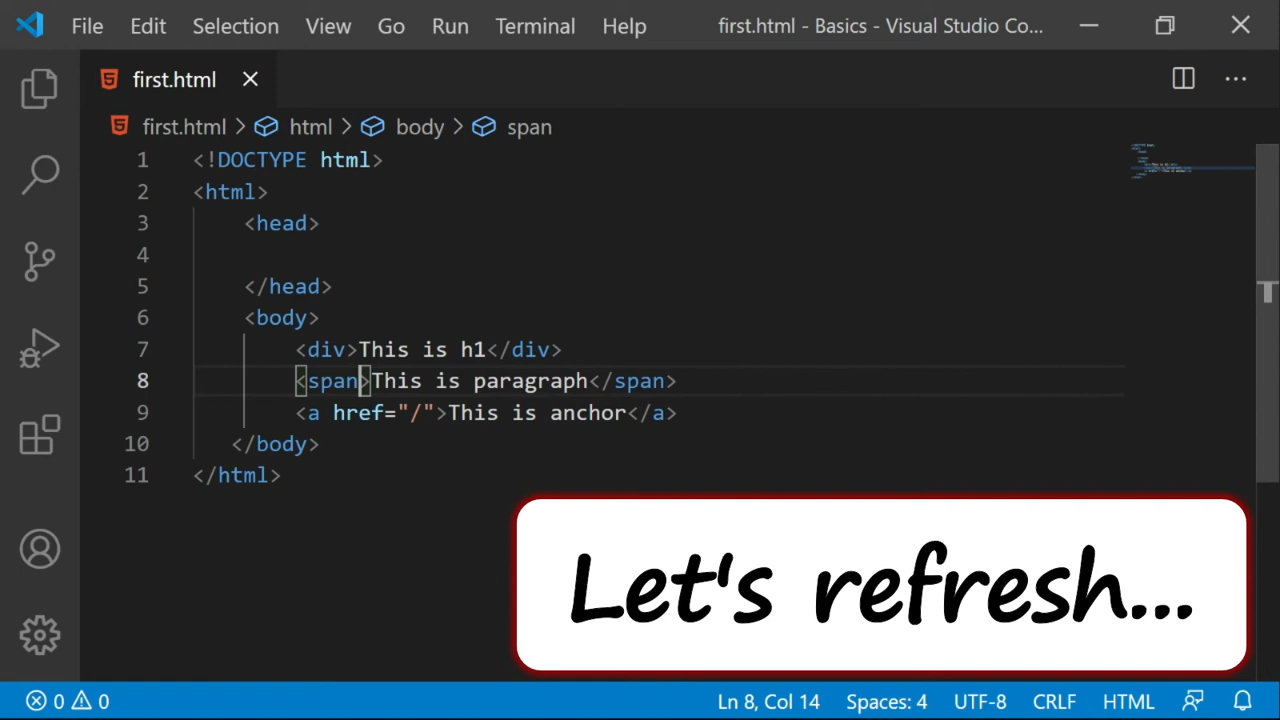 File Edit Selection View Go Run Terminal Help first.html - Basics - Visual Studio Co...
first.html
first.html > html > body > span
1 <!DOCTYPE html>
2 <html>
3 <head>
4
5 </head>
6 <body>
7 <div>This is h1</div>
8 <span>This is paragraph</span>
9 <a href="/">This is anchor</a>
10 </body>
11 </html>
Let's refresh...
0 0 Ln 8, Col 14 Spaces: 4 UTF-8 CRLF HTML